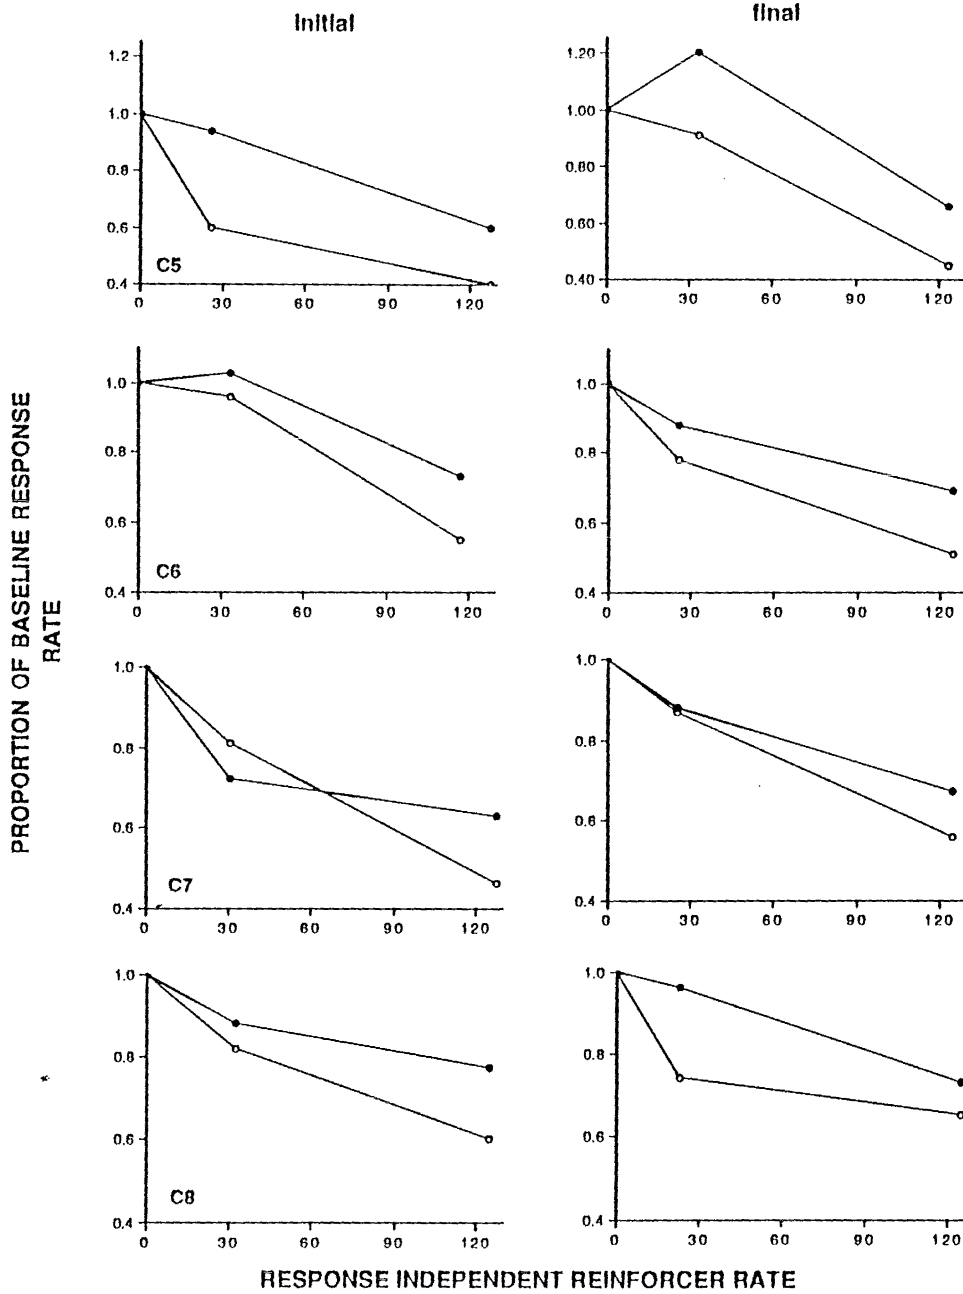 initial
final
1.2
1.0
0.8
0.6
0.4
C5
0 30 60 90 120
1.20
1.00
0.80
0.60
0.40
0 30 60 90 120
PROPORTION OF BASELINE RESPONSE
RATE
1.0
0.8
0.6
0.4
C6
0 30 60 90 120
1.0
0.8
0.6
0.4
0 30 60 90 120
1.0
0.8
0.6
0.4
C7
0 30 60 90 120
1.0
0.8
0.6
0.4
0 30 60 90 120
1.0
0.8
0.6
0.4
C8
0 30 60 90 120
1.0
0.8
0.6
0.4
0 30 60 90 120
RESPONSE INDEPENDENT REINFORCER RATE